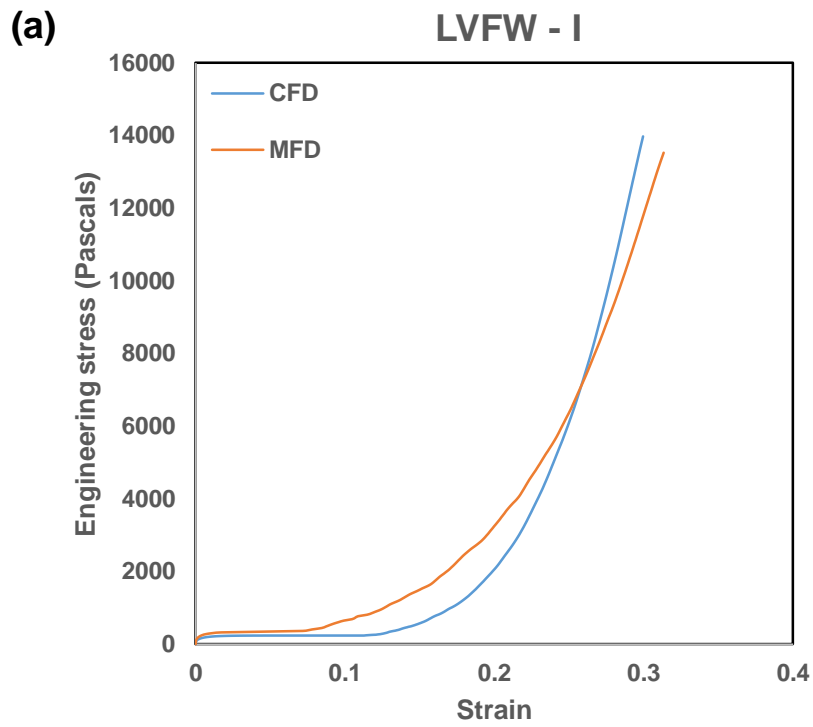 (a)
LVFW - I
16000
14000
12000
10000
8000
6000
4000
2000
0
Engineering stress (Pascals)
CFD
MFD
0 0.1 0.2 0.3 0.4
Strain